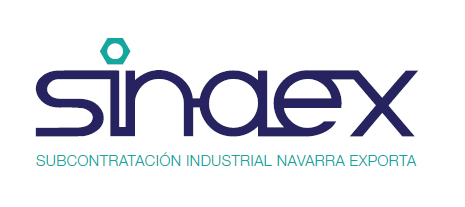 sinaex
SUBCONTRATACIÓN INDUSTRIAL NAVARRA EXPORTA